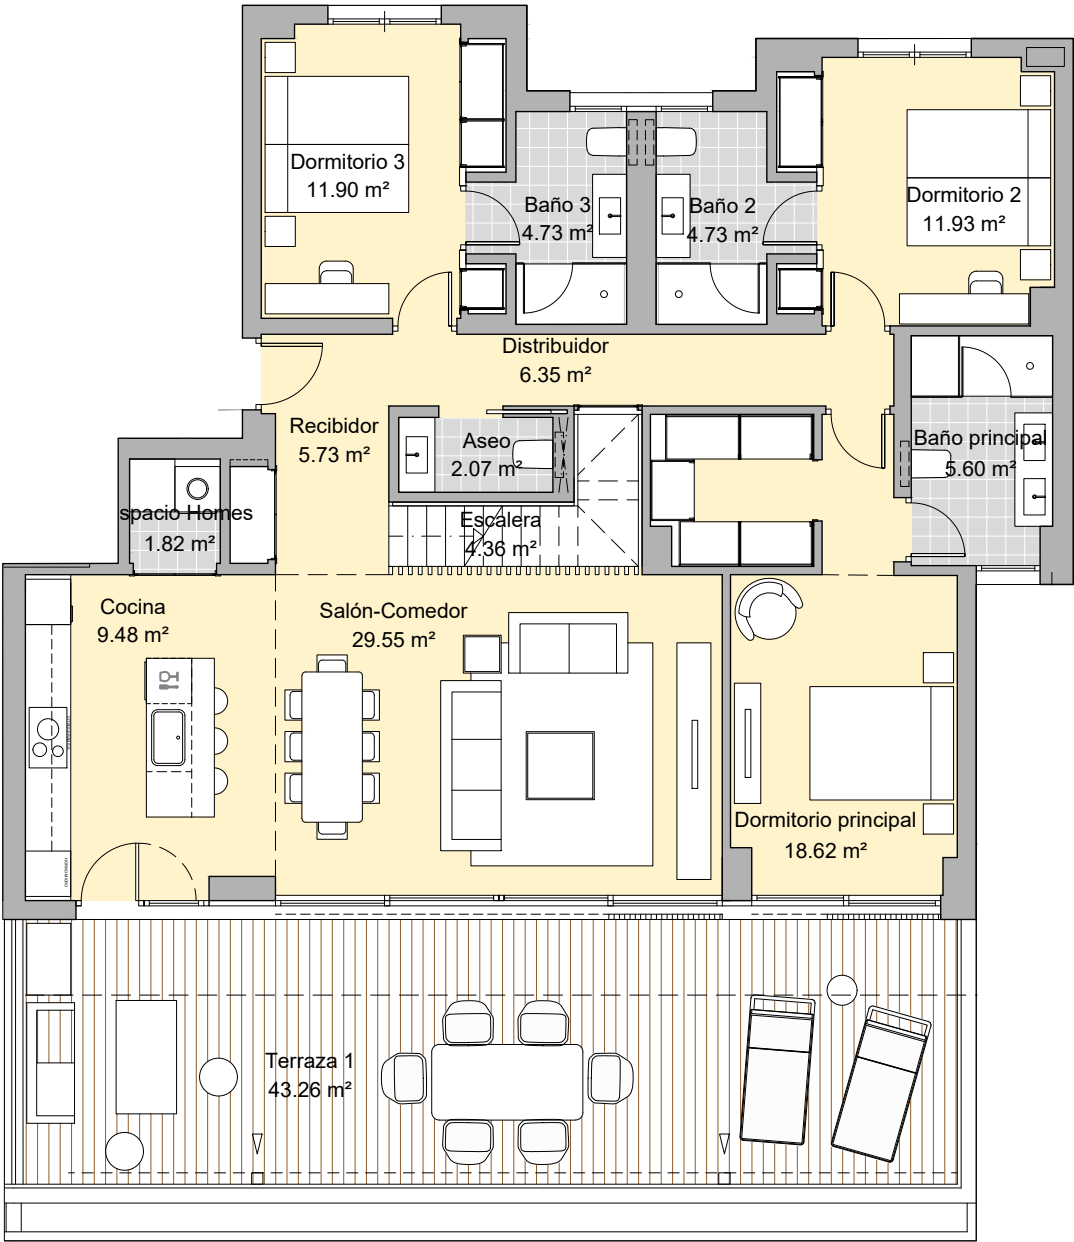 Dormitorio 3
11.90 m²
Baño 3
4.73 m²
Baño 2
4.73 m²
Dormitorio 2
11.93 m²
Distribuidor
6.35 m²
Recibidor
5.73 m²
Aseo
2.07 m²
Baño principal
5.60 m²
spacio Homes
1.82 m²
Escalera
4.36 m²
Cocina
9.48 m²
Salón-Comedor
29.55 m²
Dormitorio principal
18.62 m²
Terraza 1
43.26 m²